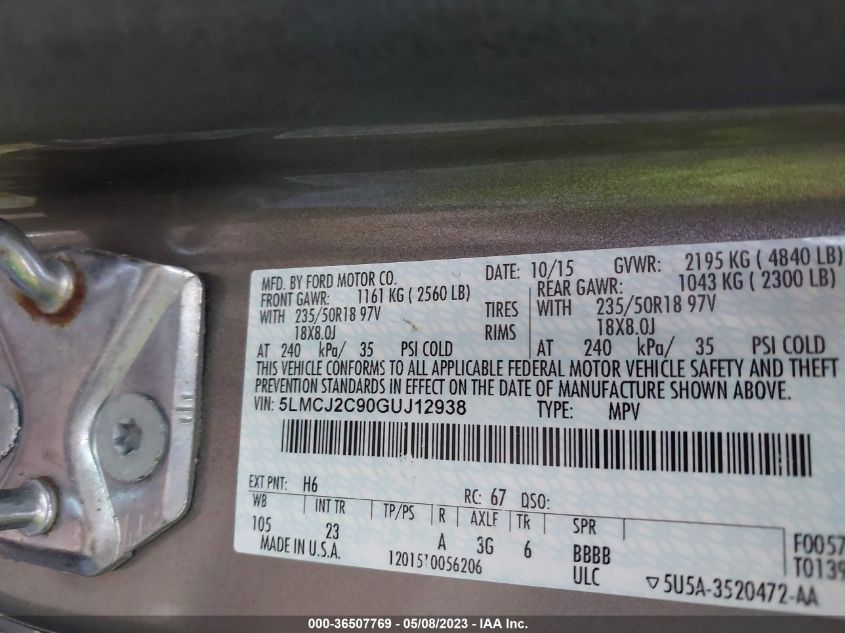 MFD. BY FORD MOTOR CO. DATE: 10/15 GVWR: 2195 KG ( 4840 LB)
FRONT GAWR: 1161 KG ( 2560 LB) REAR GAWR: 1043 KG ( 2300 LB)
WITH 235/50R18 97V TIRES WITH 235/50R18 97V
18X8.0J RIMS 18X8.0J
AT 240 kPa/ 35 PSI COLD AT 240 kPa/ 35 PSI COLD
THIS VEHICLE CONFORMS TO ALL APPLICABLE FEDERAL MOTOR VEHICLE SAFETY AND THEFT
PREVENTION STANDARDS IN EFFECT ON THE DATE OF MANUFACTURE SHOWN ABOVE.
VIN: 5LMCJ2C90GUJ12938 TYPE: MPV
EXT PNT: H6 RC: 67 DSO:
WB INT TR TP/PS R AXLE TR SPR
105 23 A 3G 6 BBBB F0057
MADE IN U.S.A. ULC T0139
▽5U5A-3520472-AA
000-36507769 - 05/08/2023 - IAA Inc.